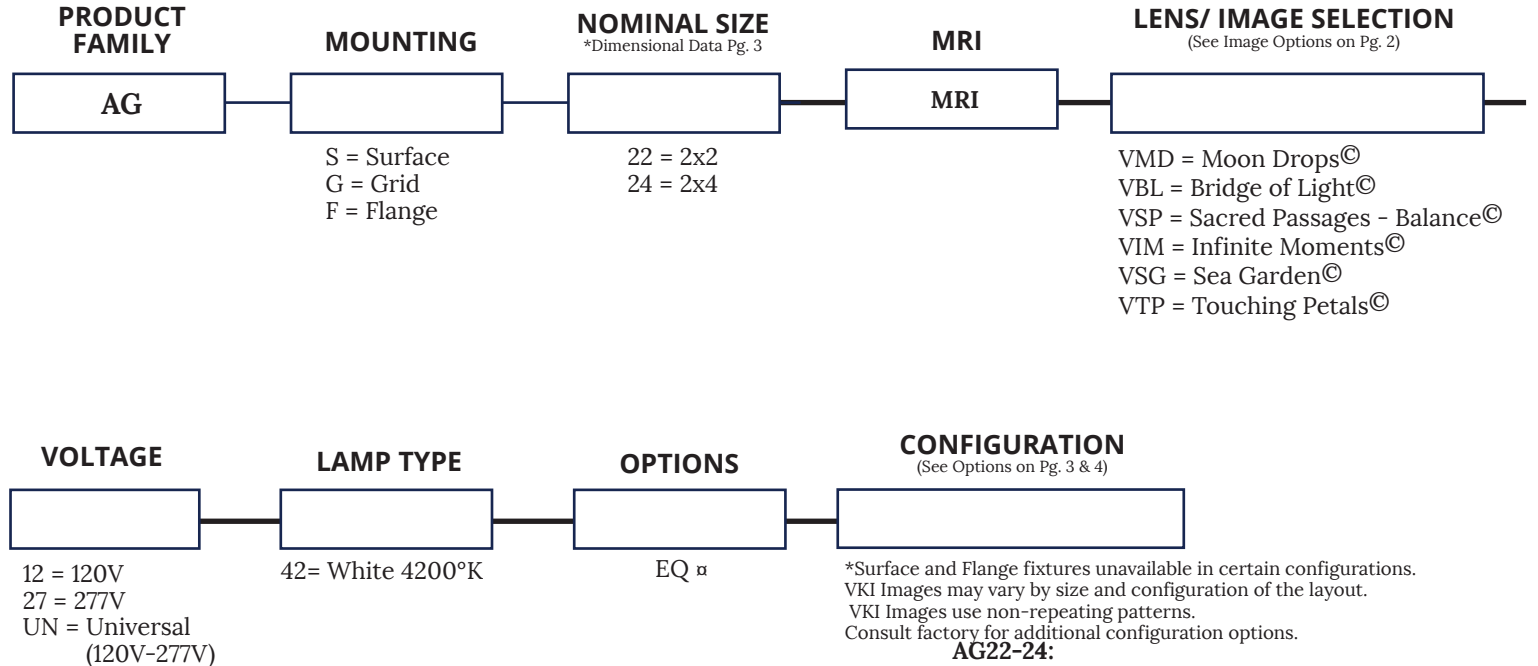 PRODUCT
FAMILY
MOUNTING
NOMINAL SIZE
*Dimensional Data Pg. 3
MRI
LENS/ IMAGE SELECTION
(See Image Options on Pg. 2)
AG
MRI
S = Surface
G = Grid
F = Flange
22 = 2x2
24 = 2x4
VMD = Moon Drops©
VBL = Bridge of Light©
VSP = Sacred Passages - Balance©
VIM = Infinite Moments©
VSG = Sea Garden©
VTP = Touching Petals©
VOLTAGE
LAMP TYPE
OPTIONS
CONFIGURATION
(See Options on Pg. 3 & 4)
12 = 120V
27 = 277V
UN = Universal
(120V-277V)
42= White 4200°K
EQ ¤
*Surface and Flange fixtures unavailable in certain configurations.
VKI Images may vary by size and configuration of the layout.
VKI Images use non-repeating patterns.
Consult factory for additional configuration options.
AG22-24: